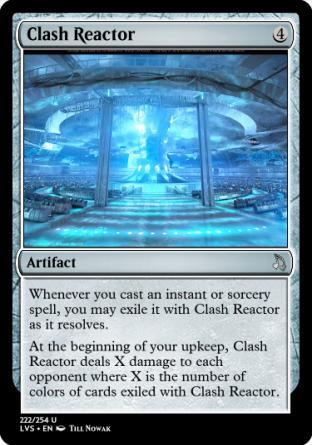 Clash Reactor 4
Artifact
Whenever you cast an instant or sorcery
spell, you may exile it with Clash Reactor
as it resolves.
At the beginning of your upkeep, Clash
Reactor deals X damage to each
opponent where X is the number of
colors of cards exiled with Clash Reactor.
222/254 U
LVS • EN Till Nowak